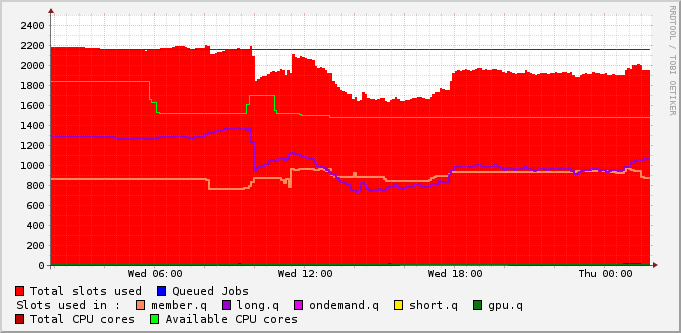 RRDTOOL / TOBI OETIKER
2400
2200
2000
1800
1600
1400
1200
1000
800
600
400
200
0
Wed 06:00 Wed 12:00 Wed 18:00 Thu 00:00
Total slots used Queued Jobs
Slots used in : member.q long.q ondemand.q short.q gpu.q
Total CPU cores Available CPU cores